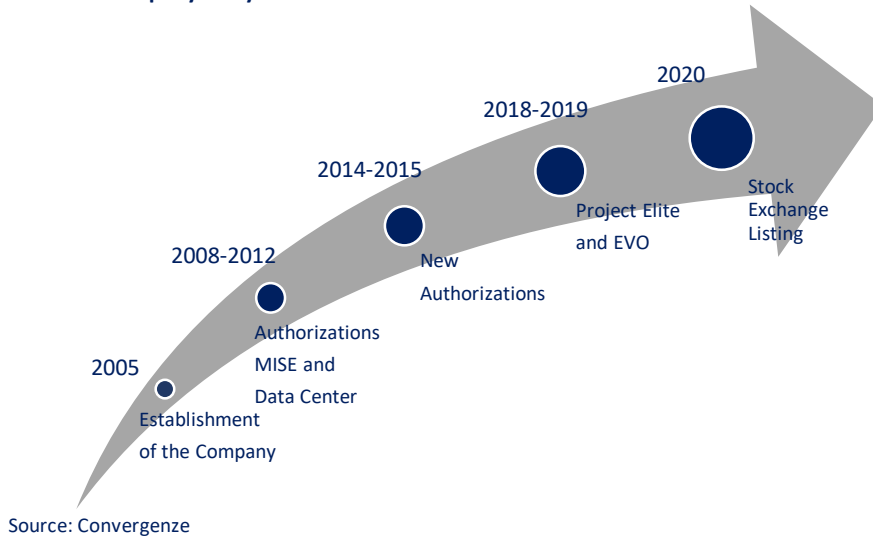 2020
2018-2019
2014-2015
Stock
Exchange
Listing
Project Elite
and EVO
2008-2012
New
Authorizations
Authorizations
MISE and
Data Center
2005
Establishment
of the Company
Source: Convergenze